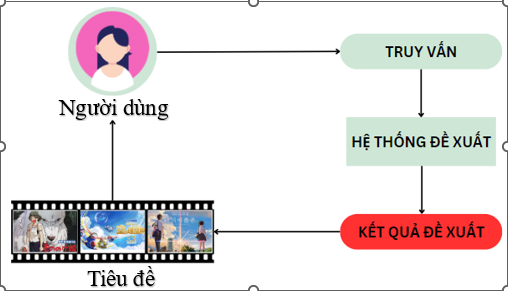 TRUY VẤN
Người dùng
HỆ THỐNG ĐỀ XUẤT
KẾT QUẢ ĐỀ XUẤT
Tiêu đề